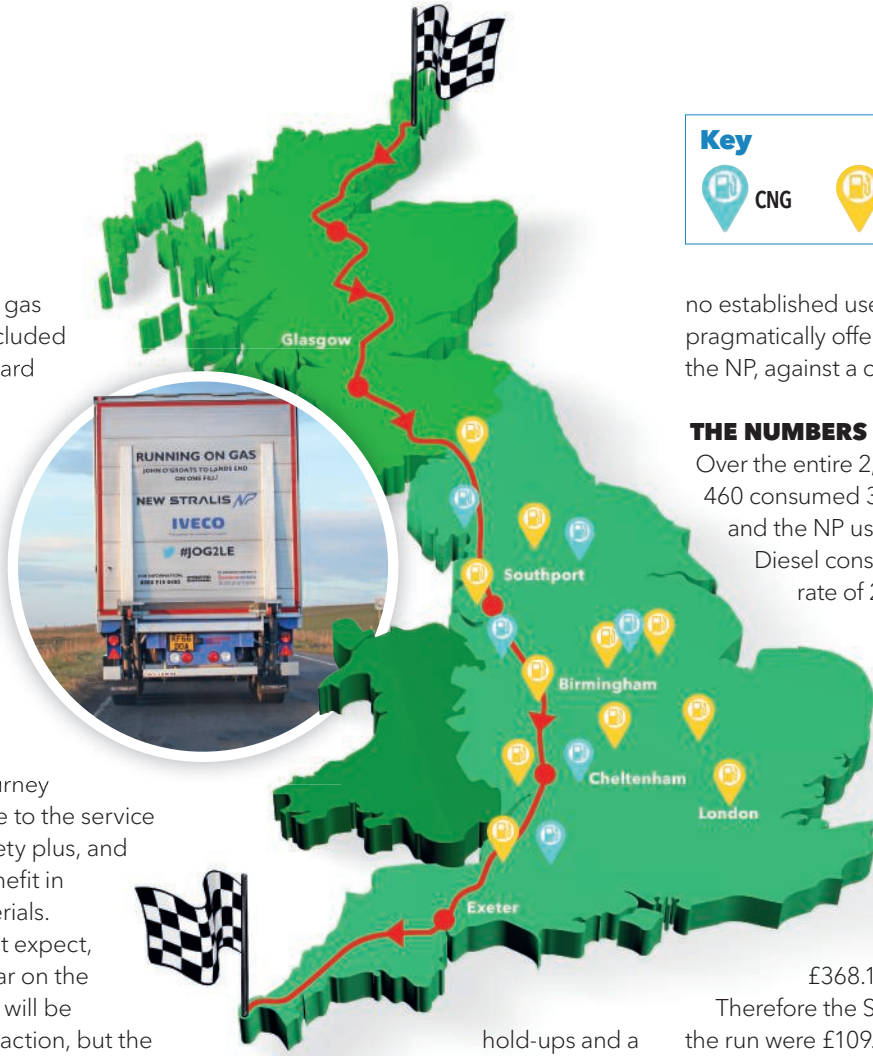 Key
CNG
gas
cluded
ard
Glasgow
RUNNING ON GAS
JOHN O'GROATS TO LANDS END
ON ONE FILL!
NEW STRALIS NP
IVECO
#JOG2LE
FOR INFORMATION:
Southport
Birmingham
Cheltenham
London
Exeter
urney
e to the service
ety plus, and
nefit in
erials.
t expect,
ar on the
will be
action, but the
no established use
pragmatically offe
the NP, against a c
THE NUMBERS
Over the entire 2,
460 consumed 3
and the NP us
Diesel cons
rate of 2
£368.1
Therefore the S
hold-ups and a
the run were £109.